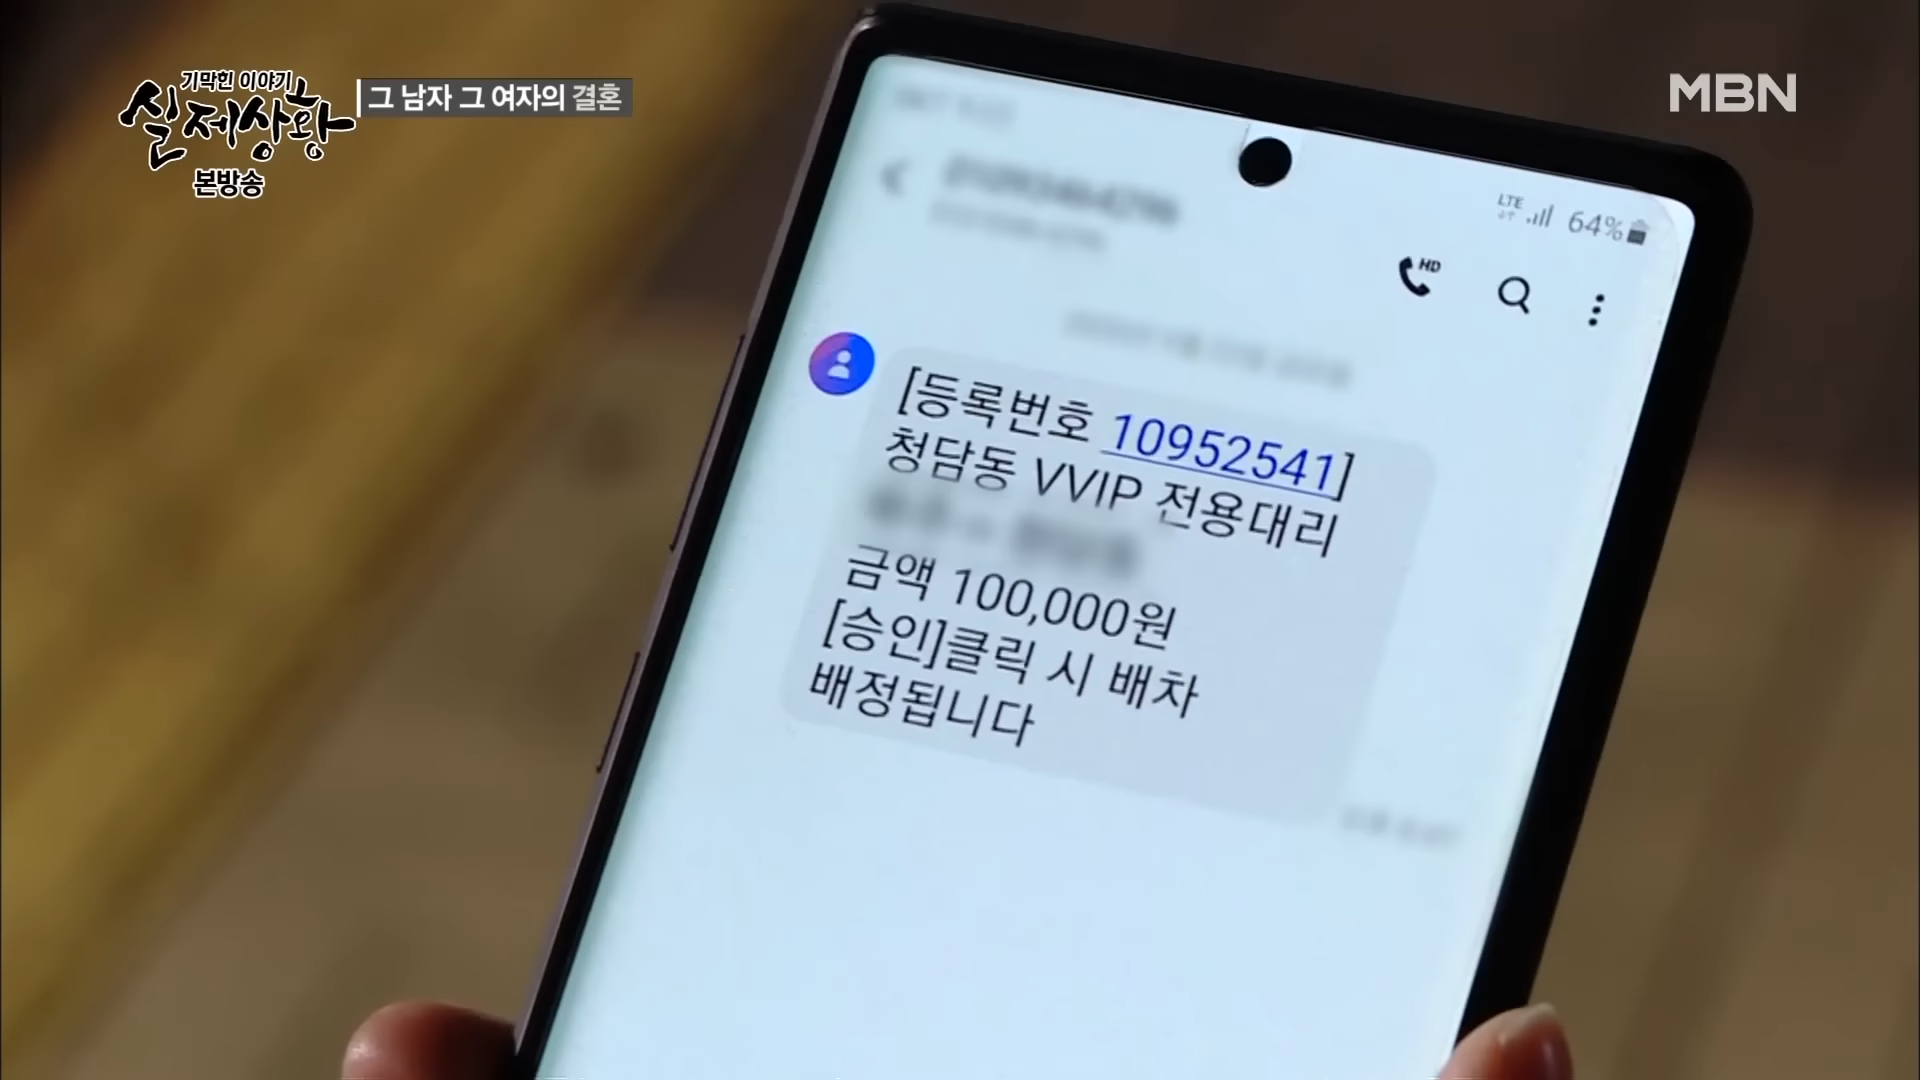 기막힌 이야기
실제상황
본방송
그 남자 그 여자의 결혼
MBN
LTE
64%
HD
[등록번호 10952541]
청담동 VVIP 전용대리
금액 100,000원
[승인]클릭 시 배차
배정됩니다